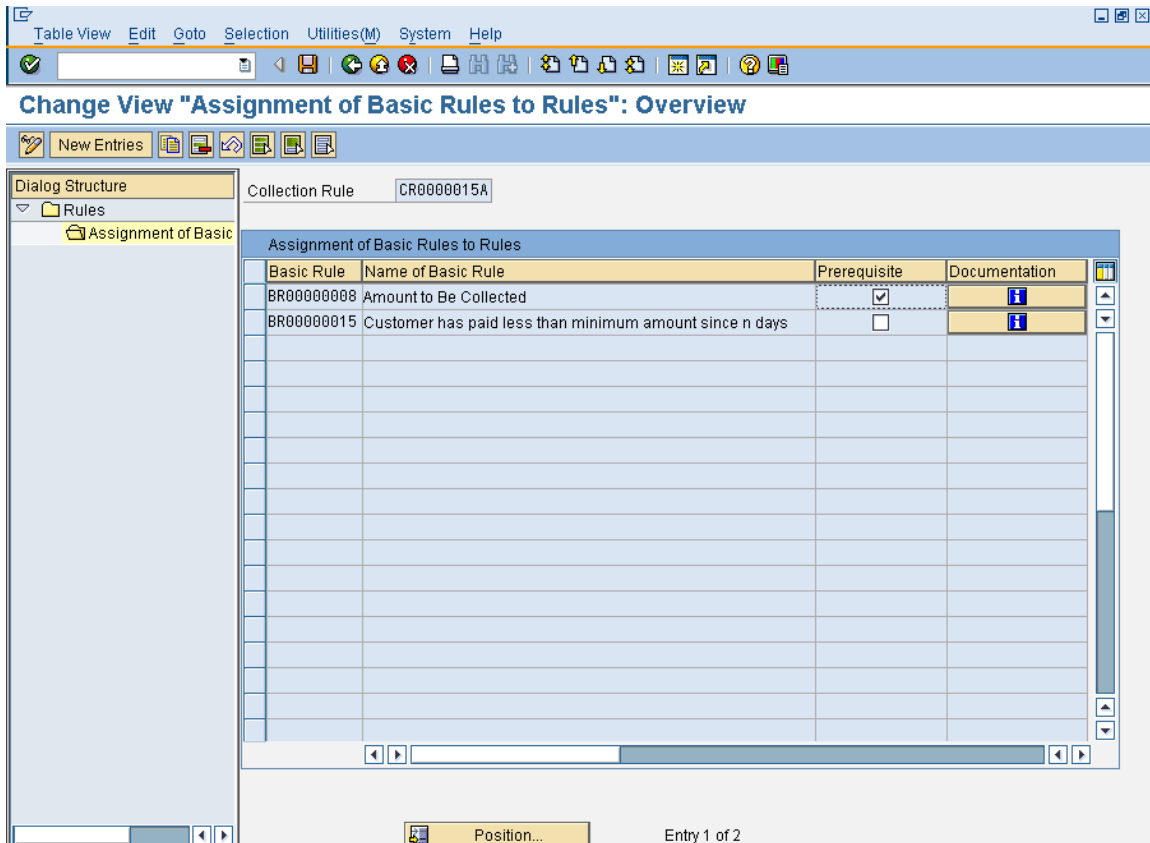 Table View Edit Goto Selection Utilities(M) System Help
Change View "Assignment of Basic Rules to Rules": Overview
New Entries
Dialog Structure
Rules
Assignment of Basic
Collection Rule CR0000015A
Assignment of Basic Rules to Rules
Basic Rule Name of Basic Rule Prerequisite Documentation
BR00000008 Amount to Be Collected
BR00000015 Customer has paid less than minimum amount since n days
Position... Entry 1 of 2